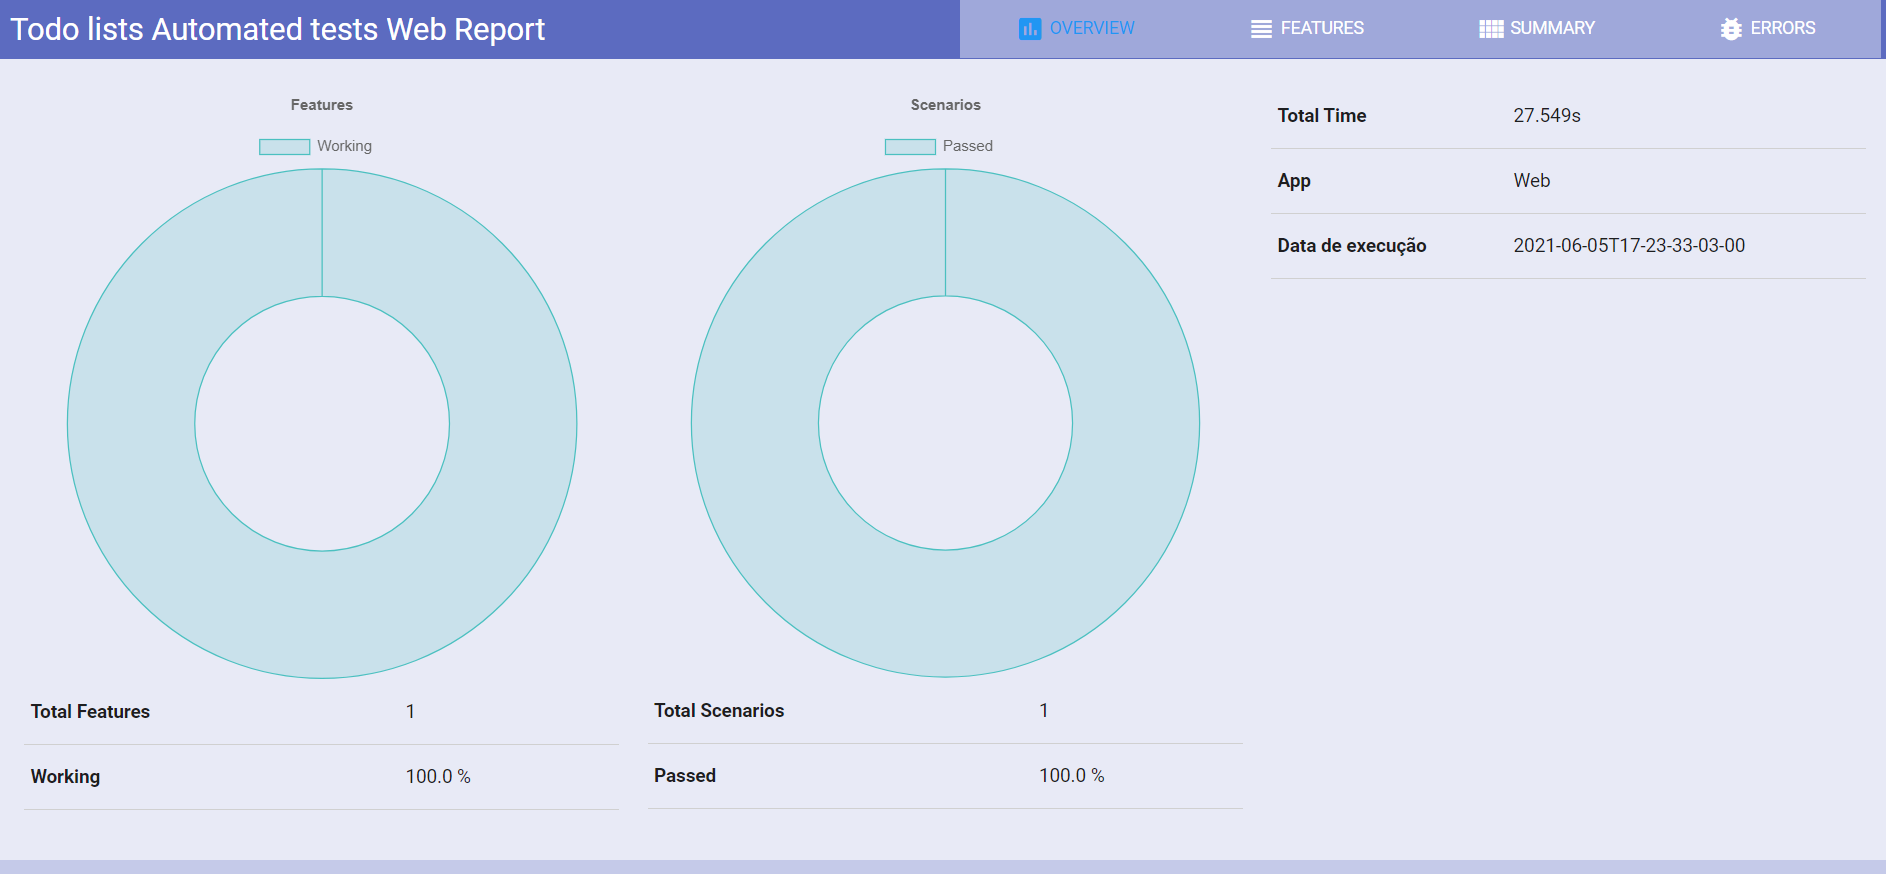 Todo lists Automated tests Web Report
OVERVIEW
FEATURES
SUMMARY
ERRORS
Features
Working
Total Features 1
Working 100.0 %
Scenarios
Passed
Total Scenarios 1
Passed 100.0 %
Total Time 27.549s
App Web
Data de execução 2021-06-05T17-23-33-03-00